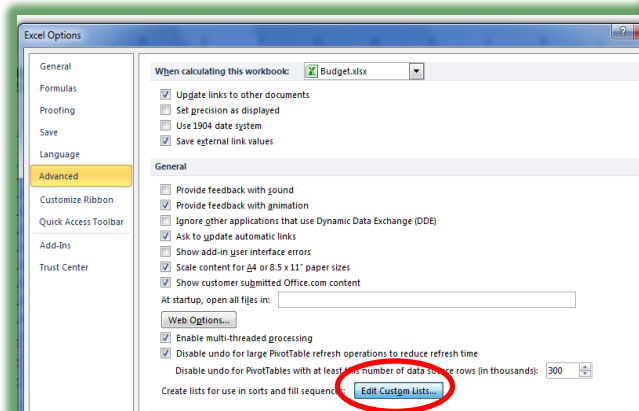 Excel Options
General
Formulas
Proofing
Save
Language
Advanced
Customize Ribbon
Quick Access Toolbar
Add-Ins
Trust Center
When calculating this workbook: Budget.xlsx
Update links to other documents
Set precision as displayed
Use 1904 date system
Save external link values
General
Provide feedback with sound
Provide feedback with animation
Ignore other applications that use Dynamic Data Exchange (DDE)
Ask to update automatic links
Show add-in user interface errors
Scale content for A4 or 8.5 x 11" paper sizes
Show customer submitted Office.com content
At startup, open all files in:
Web Options...
Enable multi-threaded processing
Disable undo for large PivotTable refresh operations to reduce refresh time
Disable undo for PivotTables with at least this number of data source rows (in thousands): 300
Create lists for use in sorts and fill sequences: Edit Custom Lists...